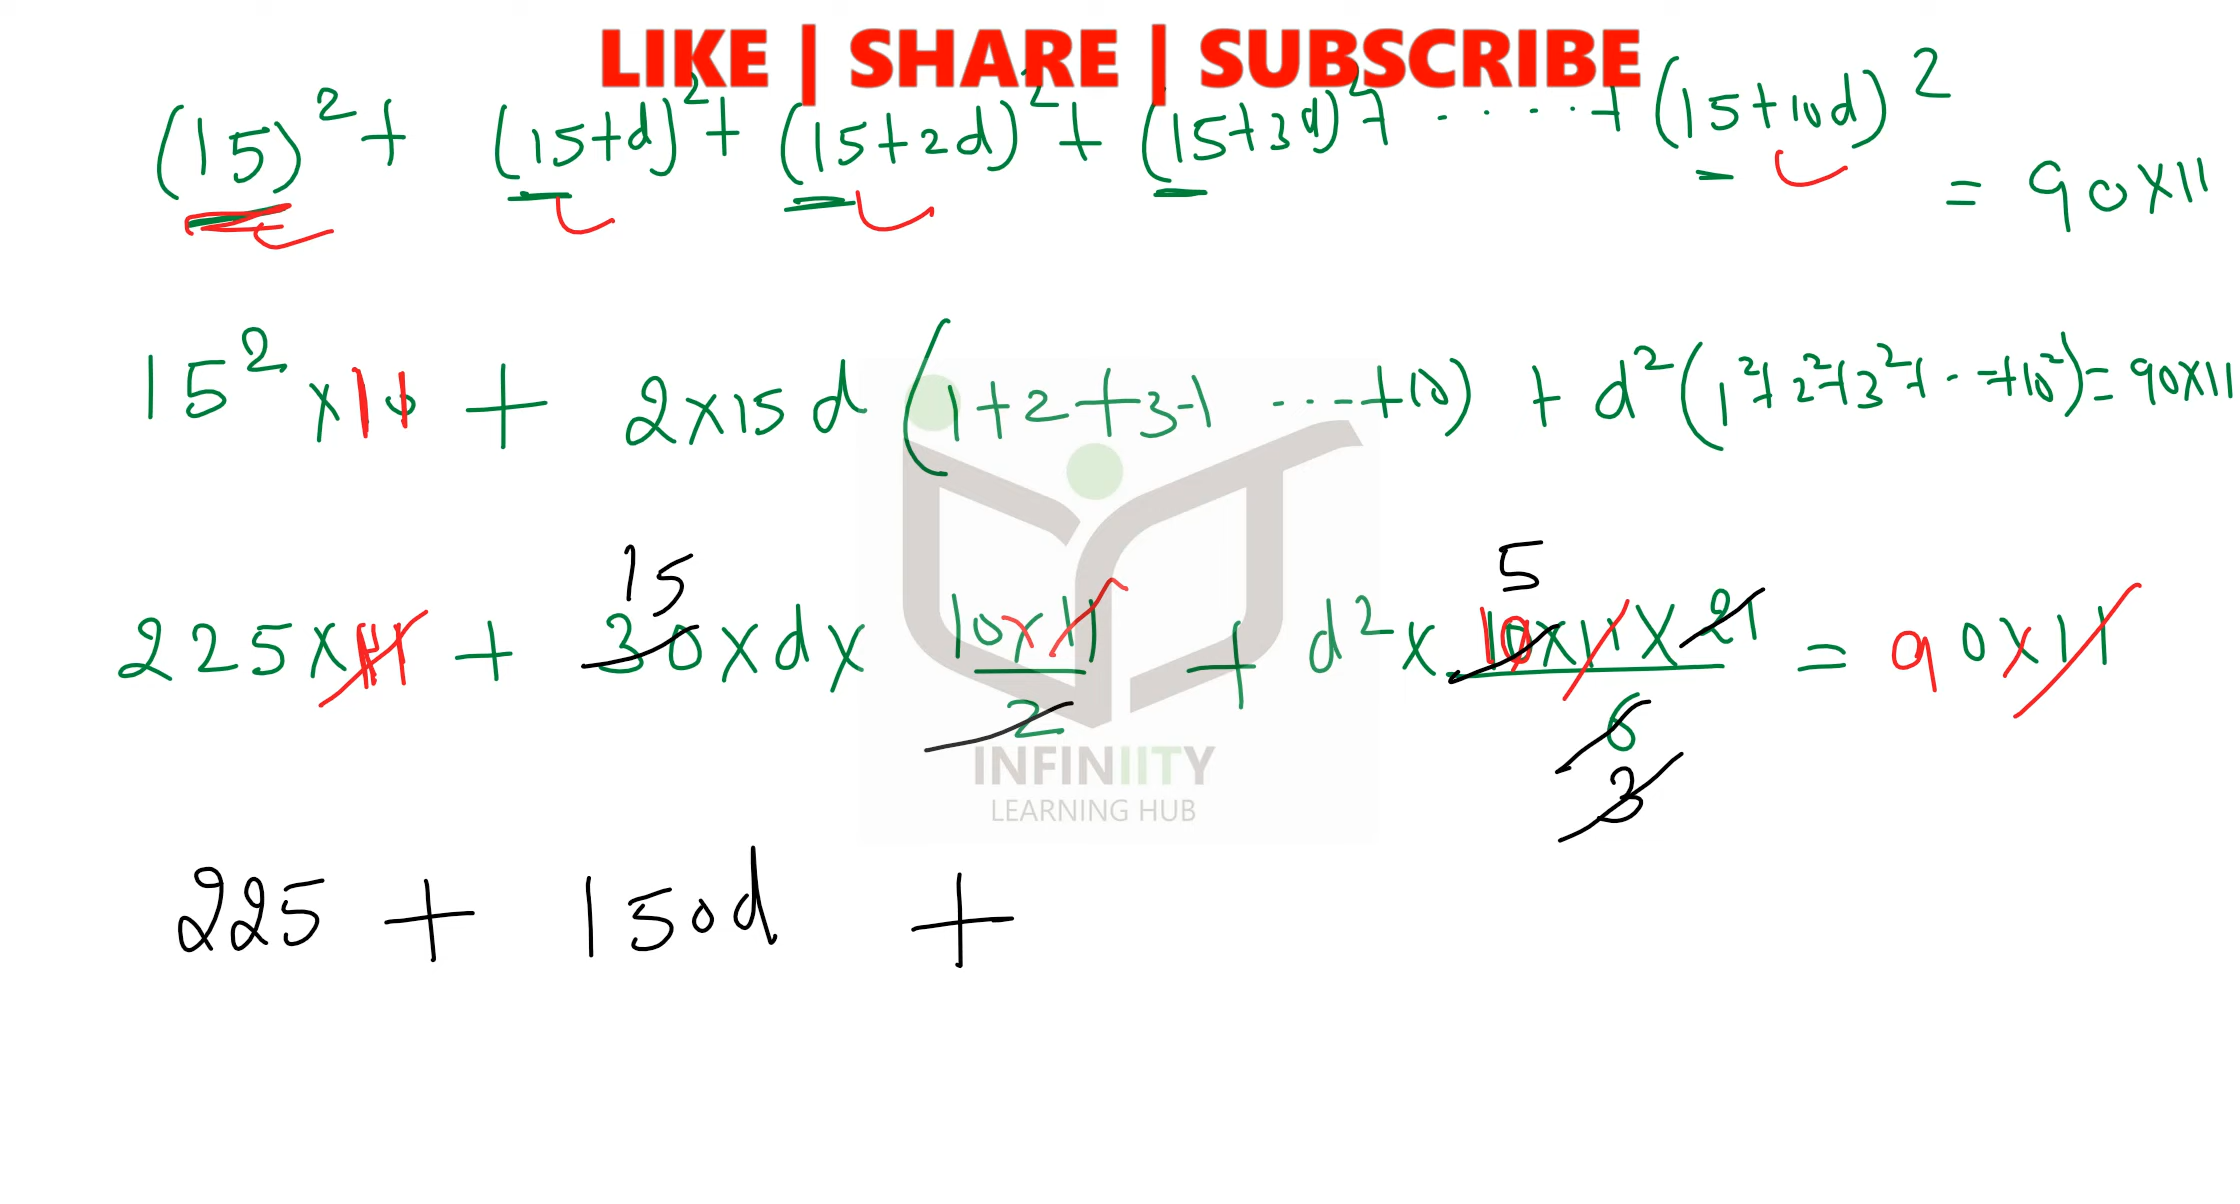 LIKE | SHARE | SUBSCRIBE
(15)² + (15+d)² + (15+2d)² + (15+3d)² + ..... + (15+10d)²
= 90×11
15² × 11 + 2×15d (1+2+3+ ....+10) + d² (1²+2²+3²+...+10²) = 90×11
15 5
225×11 + 30×d× 10×11 + d²× 10×11×21 = 90×11
2 6
3
INFINIITY
LEARNING HUB
225 + 150d +